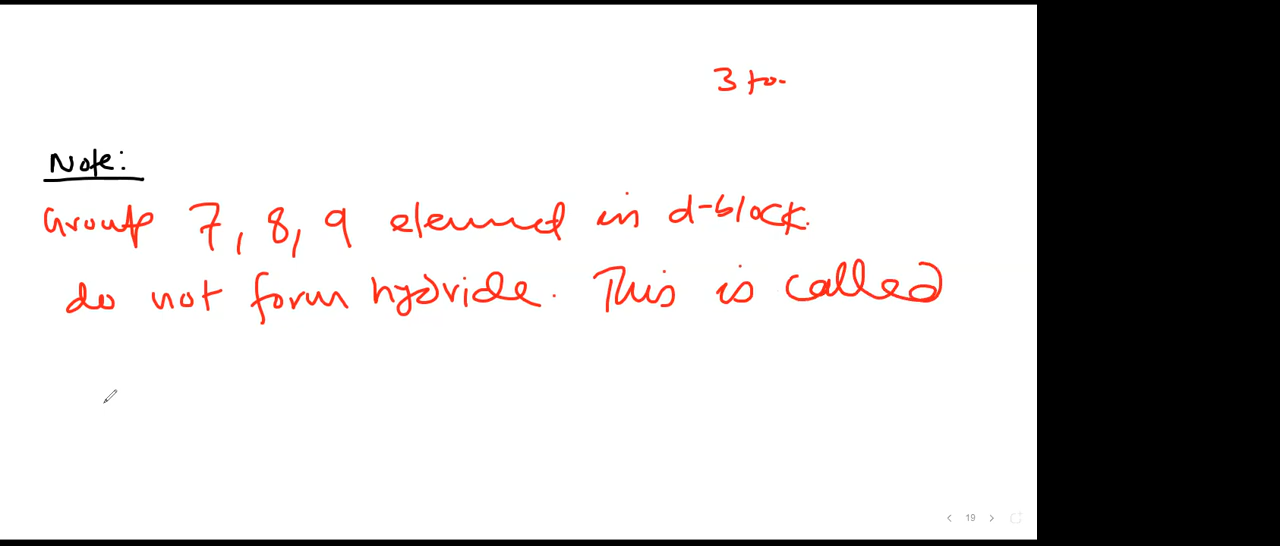 3 to
Note:
Group 7, 8, 9 element in d-block.
do not form hydride. This is called
19